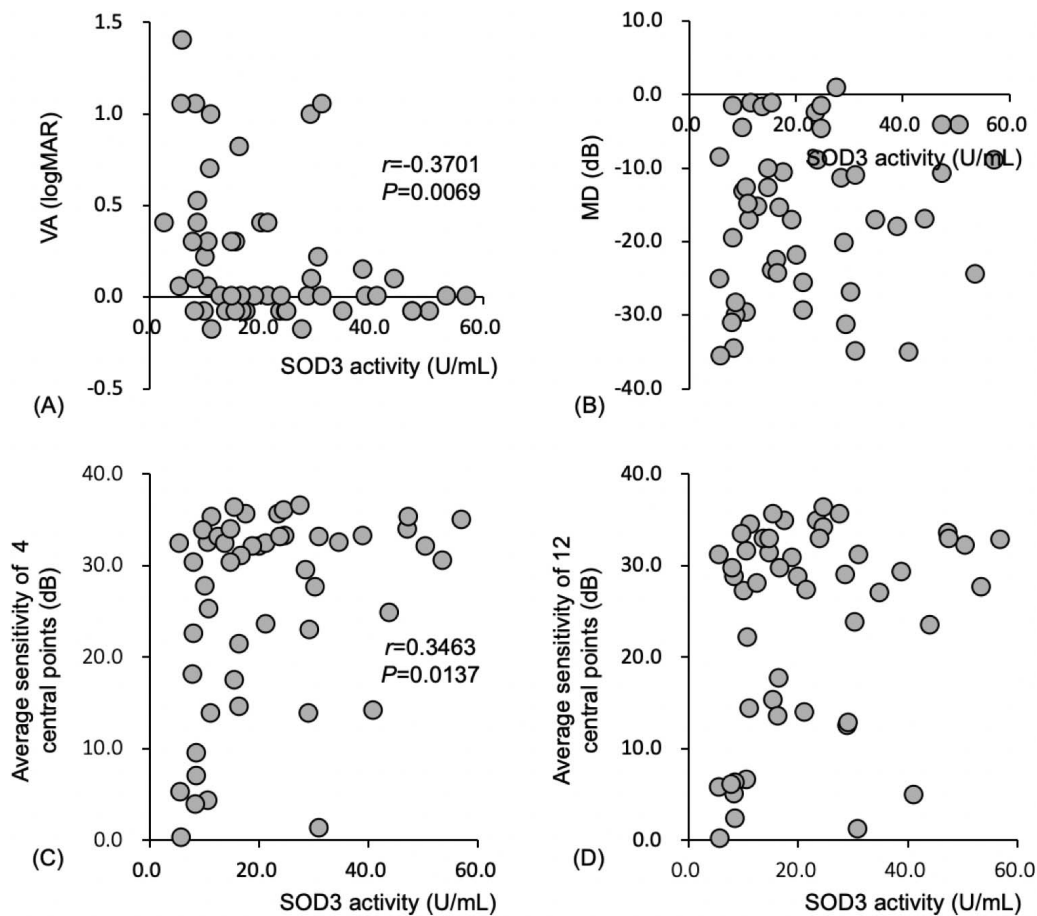 1.5
1.0
0.5
0.0
-0.5
VA (logMAR)
r=-0.3701
P=0.0069
0.0 20.0 40.0 60.0
SOD3 activity (U/mL)
(A)
10.0
0.0
-10.0
-20.0
-30.0
-40.0
MD (dB)
0.0 20.0 40.0 60.0
SOD3 activity (U/mL)
(B)
40.0
30.0
20.0
10.0
0.0
Average sensitivity of 4
central points (dB)
r=0.3463
P=0.0137
0.0 20.0 40.0 60.0
SOD3 activity (U/mL)
(C)
40.0
30.0
20.0
10.0
0.0
Average sensitivity of 12
central points (dB)
0.0 20.0 40.0 60.0
SOD3 activity (U/mL)
(D)